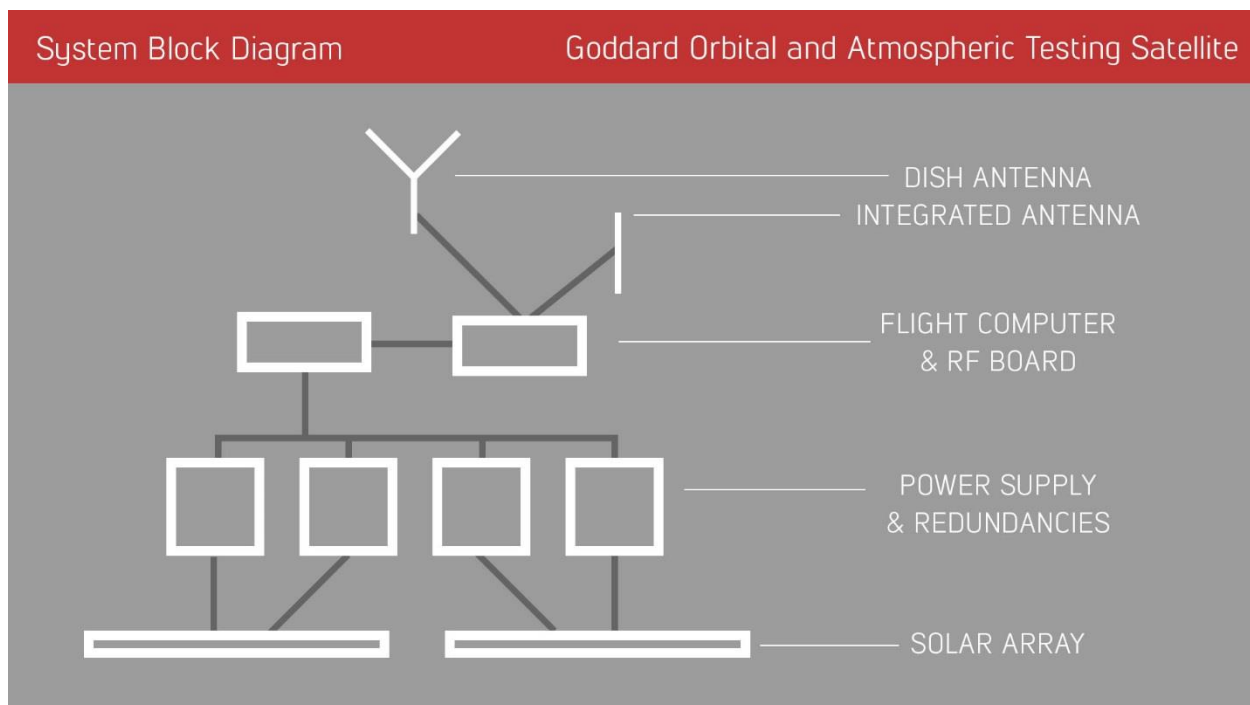 System Block Diagram
Goddard Orbital and Atmospheric Testing Satellite
DISH ANTENNA
INTEGRATED ANTENNA
FLIGHT COMPUTER
& RF BOARD
POWER SUPPLY
& REDUNDANCIES
SOLAR ARRAY